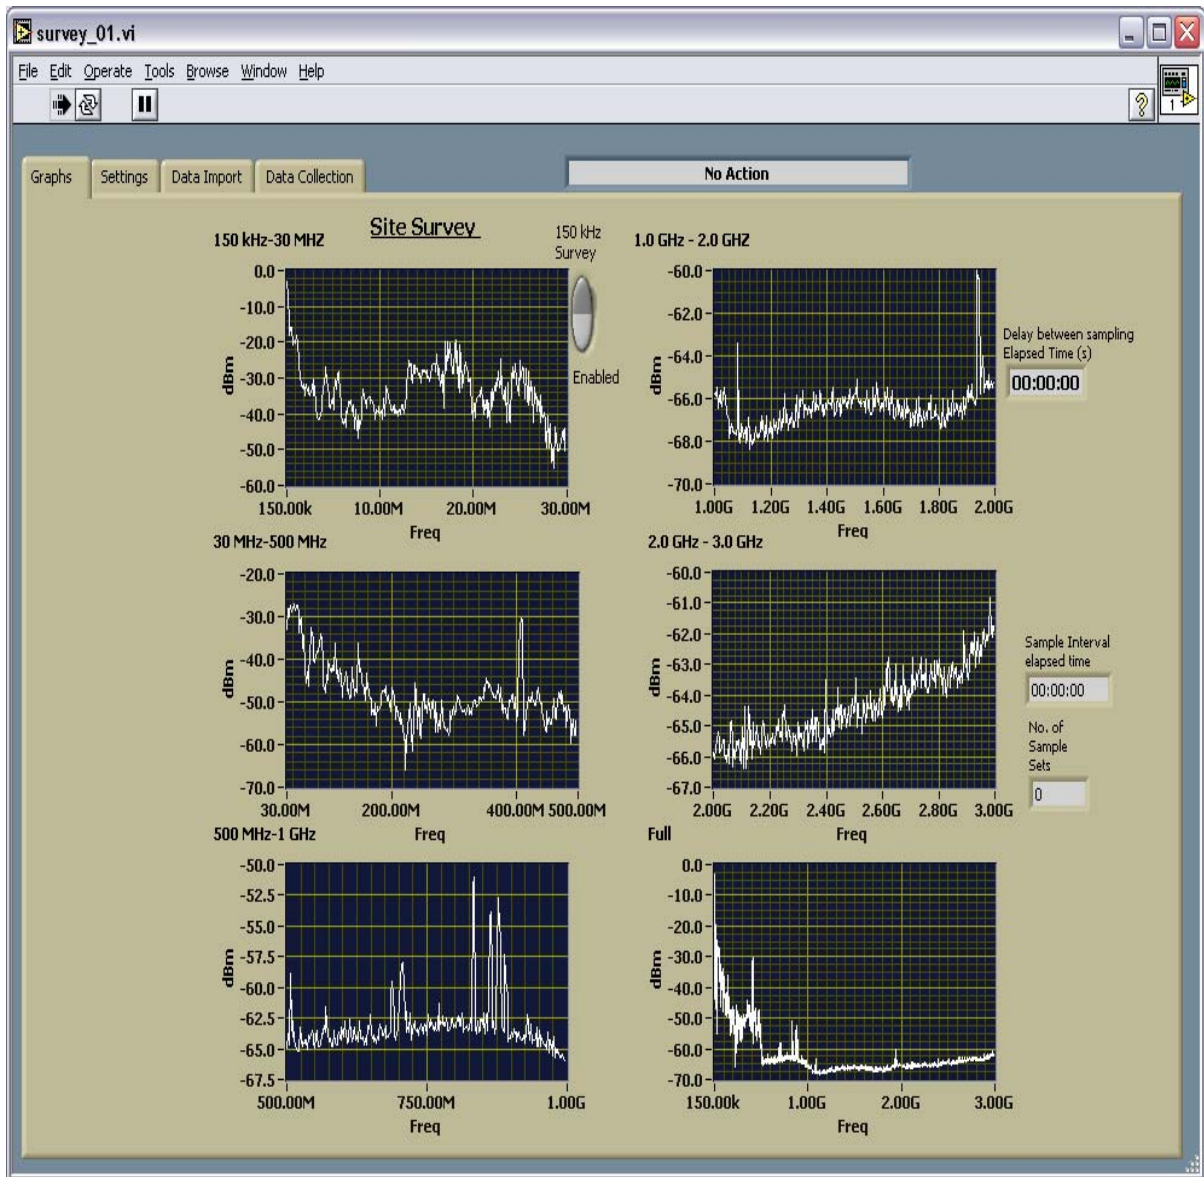 survey_01.vi
File Edit Operate Tools Browse Window Help
1
Graphs Settings Data Import Data Collection
No Action
Site Survey
150 kHz-30 MHZ
150 kHz
Survey
Enabled
0.0
-10.0
-20.0
-30.0
-40.0
-50.0
-60.0
dBm
150.00k 10.00M 20.00M 30.00M
Freq
1.0 GHz - 2.0 GHZ
-60.0
-62.0
-64.0
-66.0
-68.0
-70.0
dBm
1.00G 1.20G 1.40G 1.60G 1.80G 2.00G
Freq
Delay between sampling
Elapsed Time (s)
00:00:00
30 MHz-500 MHz
-20.0
-30.0
-40.0
-50.0
-60.0
-70.0
dBm
30.00M 200.00M 400.00M 500.00M
Freq
2.0 GHz - 3.0 GHz
-60.0
-61.0
-62.0
-63.0
-64.0
-65.0
-66.0
-67.0
dBm
2.00G 2.20G 2.40G 2.60G 2.80G 3.00G
Freq
Sample Interval
elapsed time
00:00:00
No. of
Sample
Sets
0
500 MHz-1 GHz
-50.0
-52.5
-55.0
-57.5
-60.0
-62.5
-65.0
-67.5
dBm
500.00M 750.00M 1.00G
Freq
Full
0.0
-10.0
-20.0
-30.0
-40.0
-50.0
-60.0
-70.0
dBm
150.00k 1.00G 2.00G 3.00G
Freq